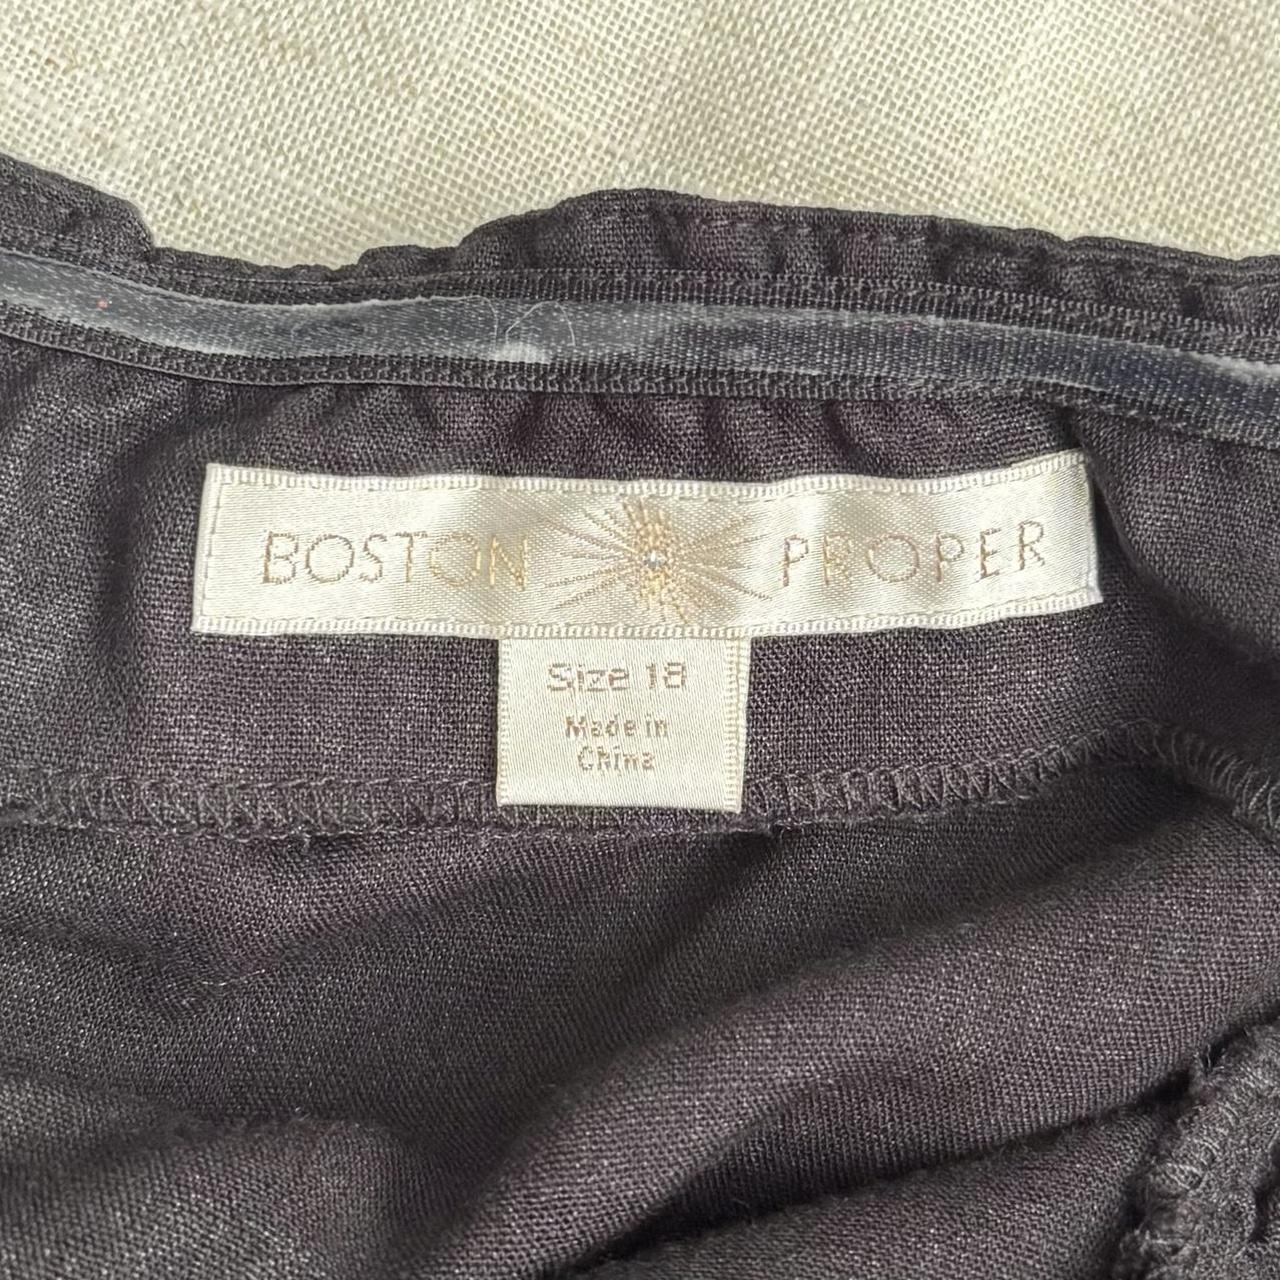 BOSTON PROPER
Size 18
Made in
China